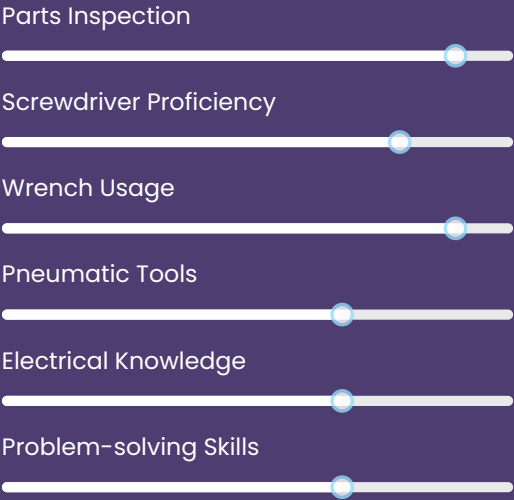 Parts Inspection
Screwdriver Proficiency
Wrench Usage
Pneumatic Tools
Electrical Knowledge
Problem-solving Skills